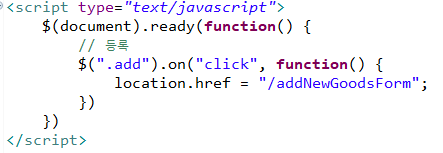 <script type="text/javascript">
    $(document).ready(function() {
        // 등록
        $(".add").on("click", function() {
            location.href = "/addNewGoodsForm";
        })
    })
</script>